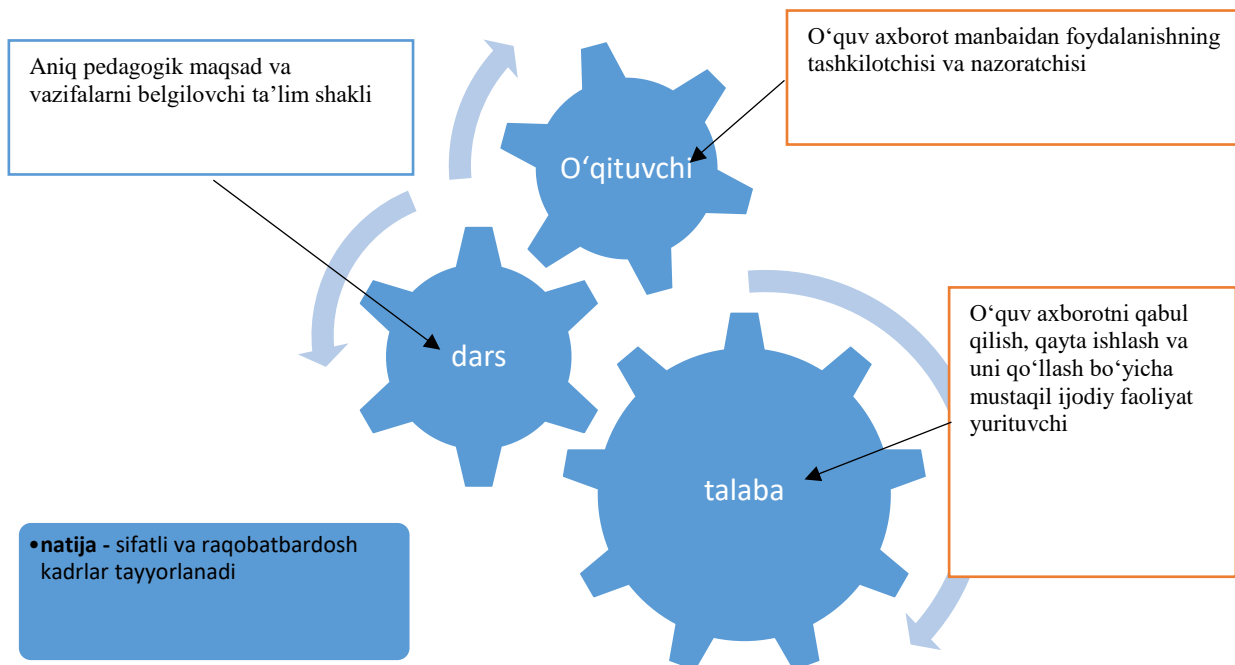 Aniq pedagogik maqsad va
vazifalarni belgilovchi ta’lim shakli
O‘quv axborot manbaidan foydalanishning
tashkilotchisi va nazoratchisi
O‘qituvchi
dars
O‘quv axborotni qabul
qilish, qayta ishlash va
uni qo‘llash bo‘yicha
mustaqil ijodiy faoliyat
yurituvchi
talaba
•natija - sifatli va raqobatbardosh
kadrlar tayyorlanadi